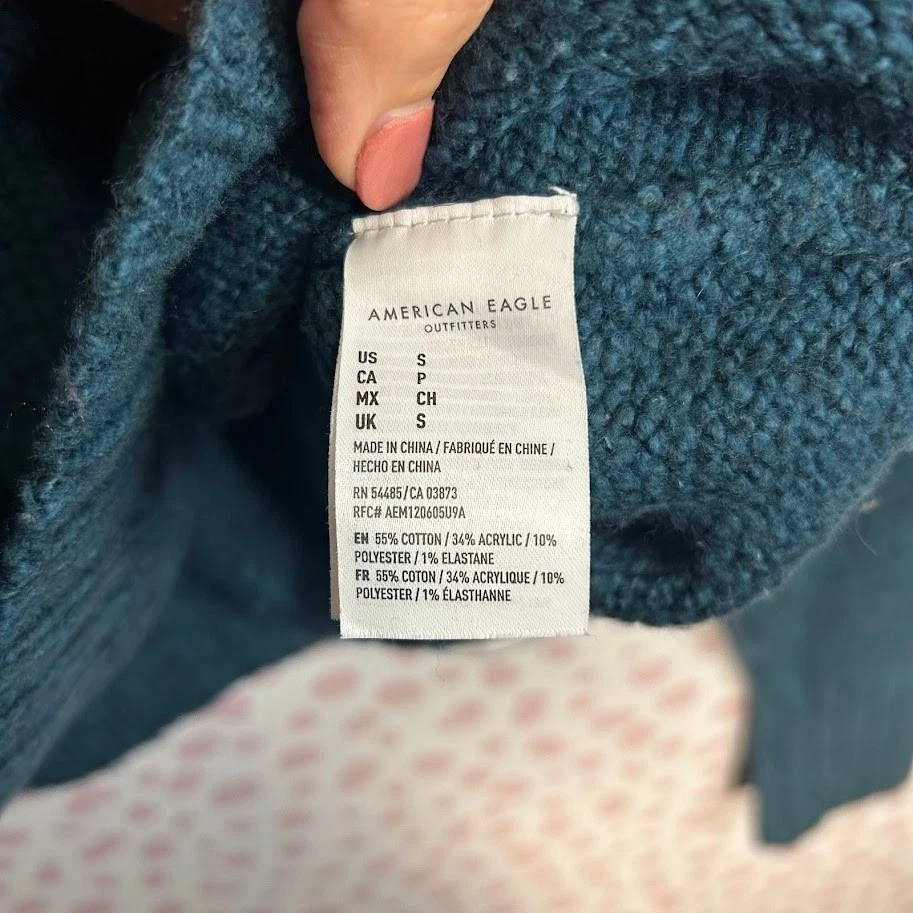 AMERICAN EAGLE
OUTFITTERS
US S
CA P
MX CH
UK S
MADE IN CHINA / FABRIQUÉ EN CHINE /
HECHO EN CHINA
RN 54485/CA 03873
RFC# AEM120605U9A
EN 55% COTTON / 34% ACRYLIC / 10%
POLYESTER / 1% ELASTANE
FR 55% COTON / 34% ACRYLIQUE / 10%
POLYESTER / 1% ÉLASTHANNE